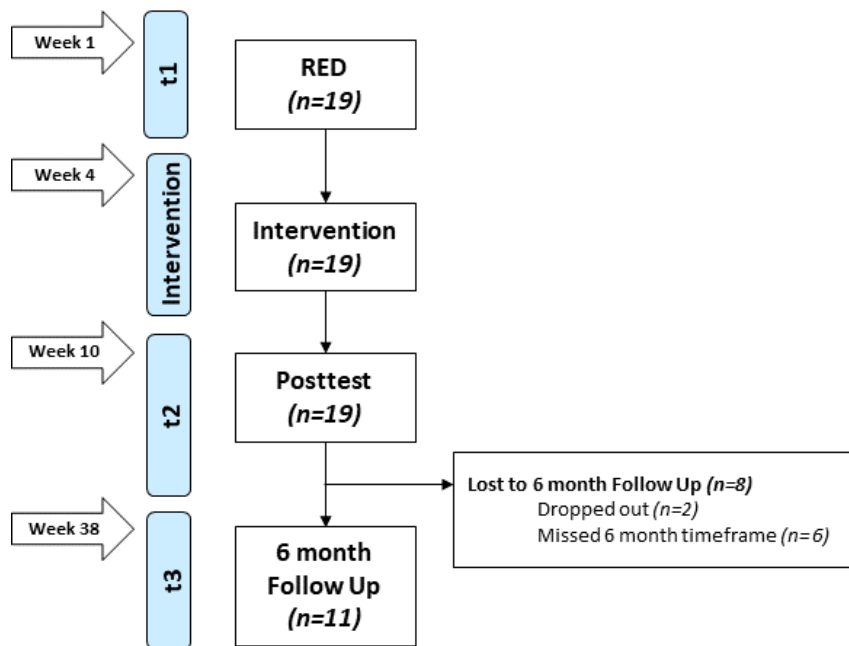 Week 1
t1
RED
(n=19)
Week 4
Intervention
Intervention
(n=19)
Week 10
t2
Posttest
(n=19)
Lost to 6 month Follow Up (n=8)
Dropped out (n=2)
Missed 6 month timeframe (n=6)
Week 38
t3
6 month
Follow Up
(n=11)